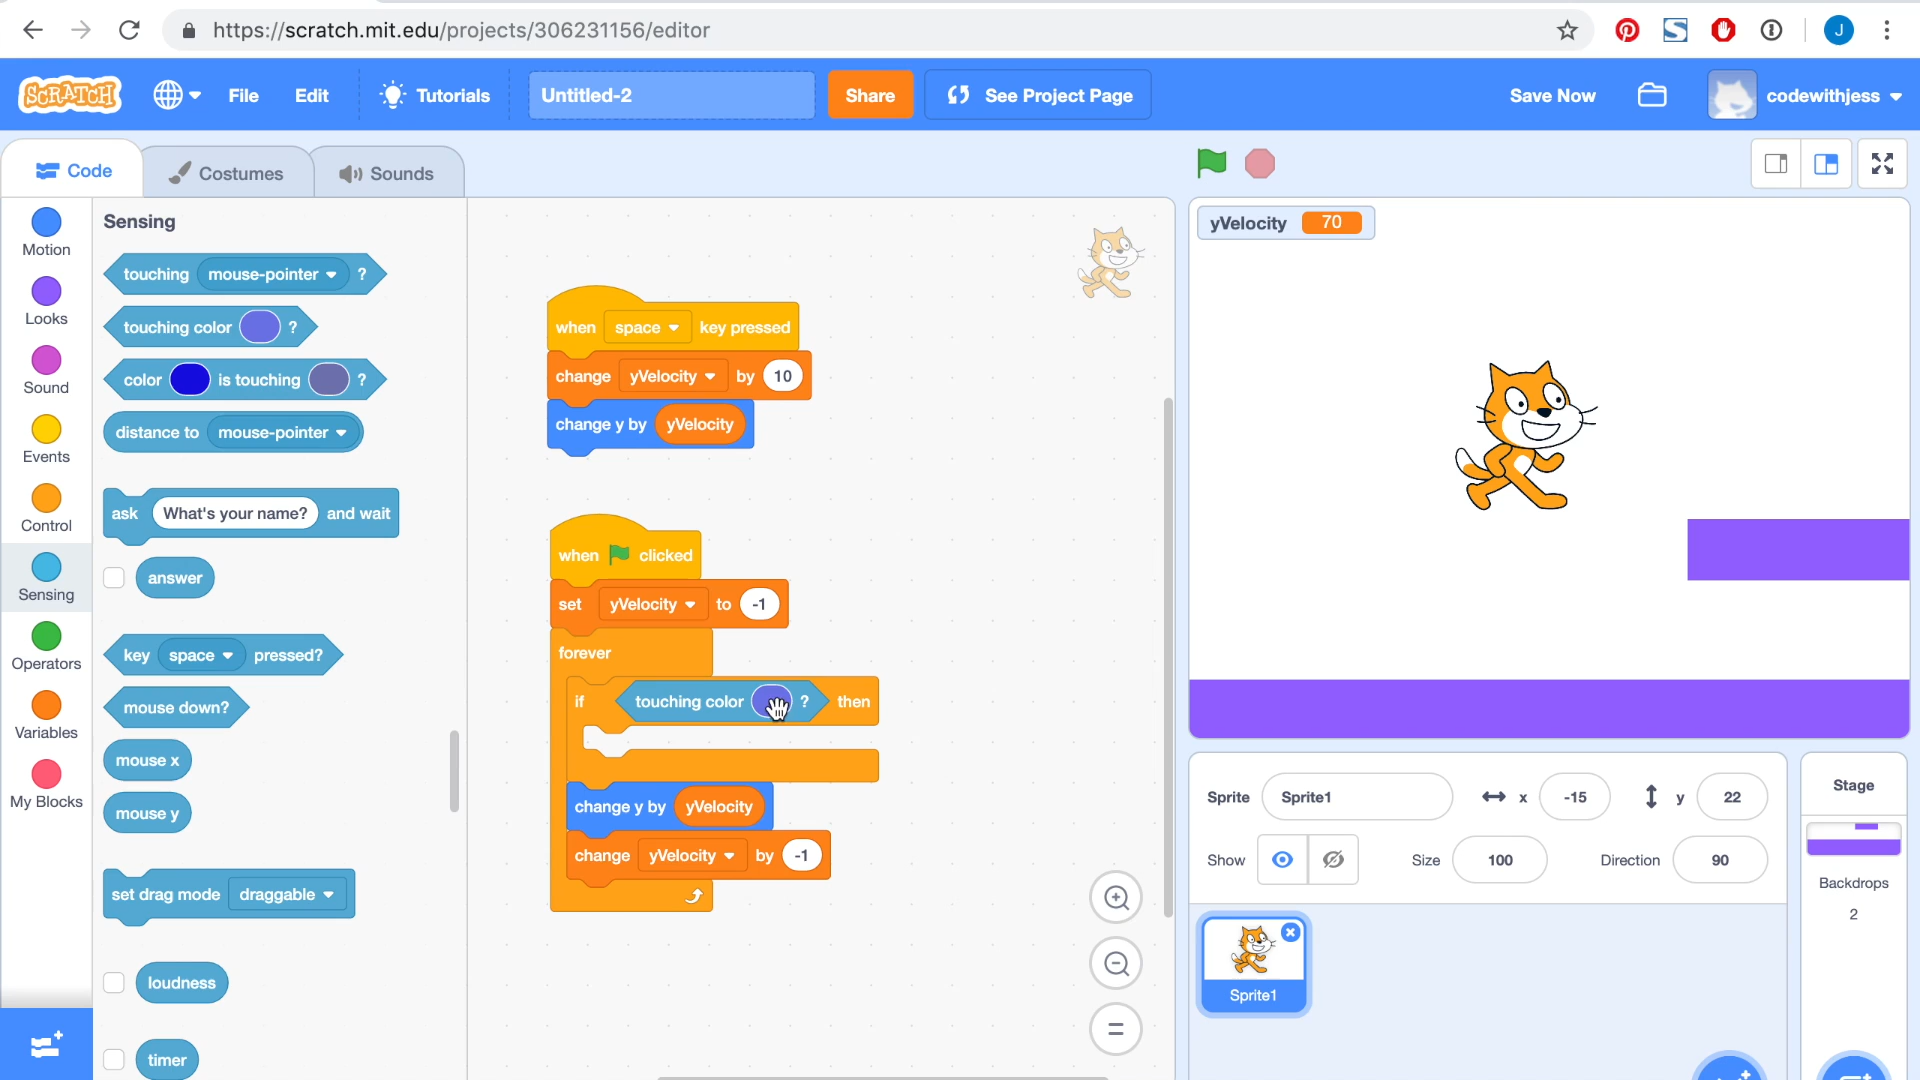 https://scratch.mit.edu/projects/306231156/editor
J
SCRATCH
File
Edit
Tutorials
Untitled-2
Share
See Project Page
Save Now
codewithjess
Code
Costumes
Sounds
Motion
Looks
Sound
Events
Control
Sensing
Operators
Variables
My Blocks
Sensing
touching mouse-pointer ?
touching color ?
color is touching ?
distance to mouse-pointer
ask What's your name? and wait
answer
key space pressed?
mouse down?
mouse x
mouse y
set drag mode draggable
loudness
timer
when space key pressed
change yVelocity by 10
change y by yVelocity
when clicked
set yVelocity to -1
forever
if touching color ? then
change y by yVelocity
change yVelocity by -1
yVelocity 70
Sprite Sprite1 x -15 y 22
Show Size 100 Direction 90
Sprite1
Stage
Backdrops
2